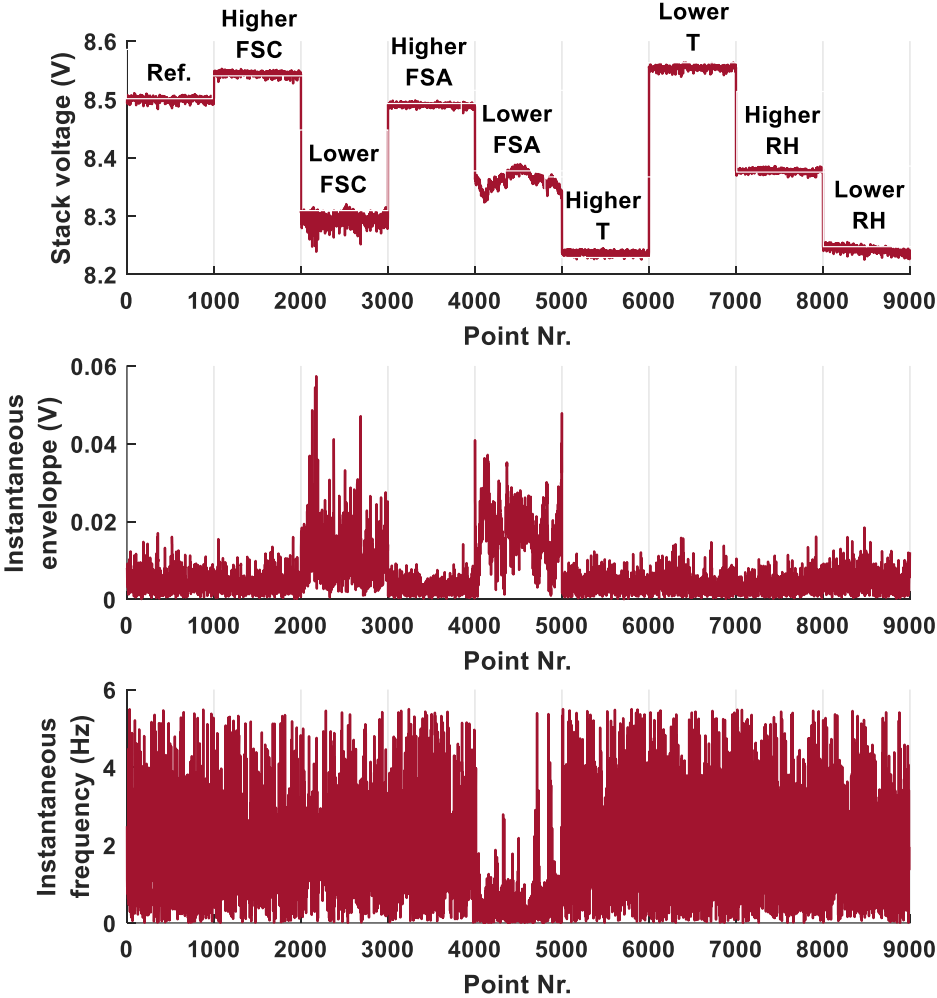 Stack voltage (V)
8.6
8.5
8.4
8.3
8.2
Ref.
Higher
FSC
Lower
FSC
Higher
FSA
Lower
FSA
Higher
T
Lower
T
Higher
RH
Lower
RH
0 1000 2000 3000 4000 5000 6000 7000 8000 9000
Point Nr.
Instantaneous
enveloppe (V)
0.06
0.04
0.02
0
0 1000 2000 3000 4000 5000 6000 7000 8000 9000
Point Nr.
Instantaneous
frequency (Hz)
6
4
2
0
0 1000 2000 3000 4000 5000 6000 7000 8000 9000
Point Nr.